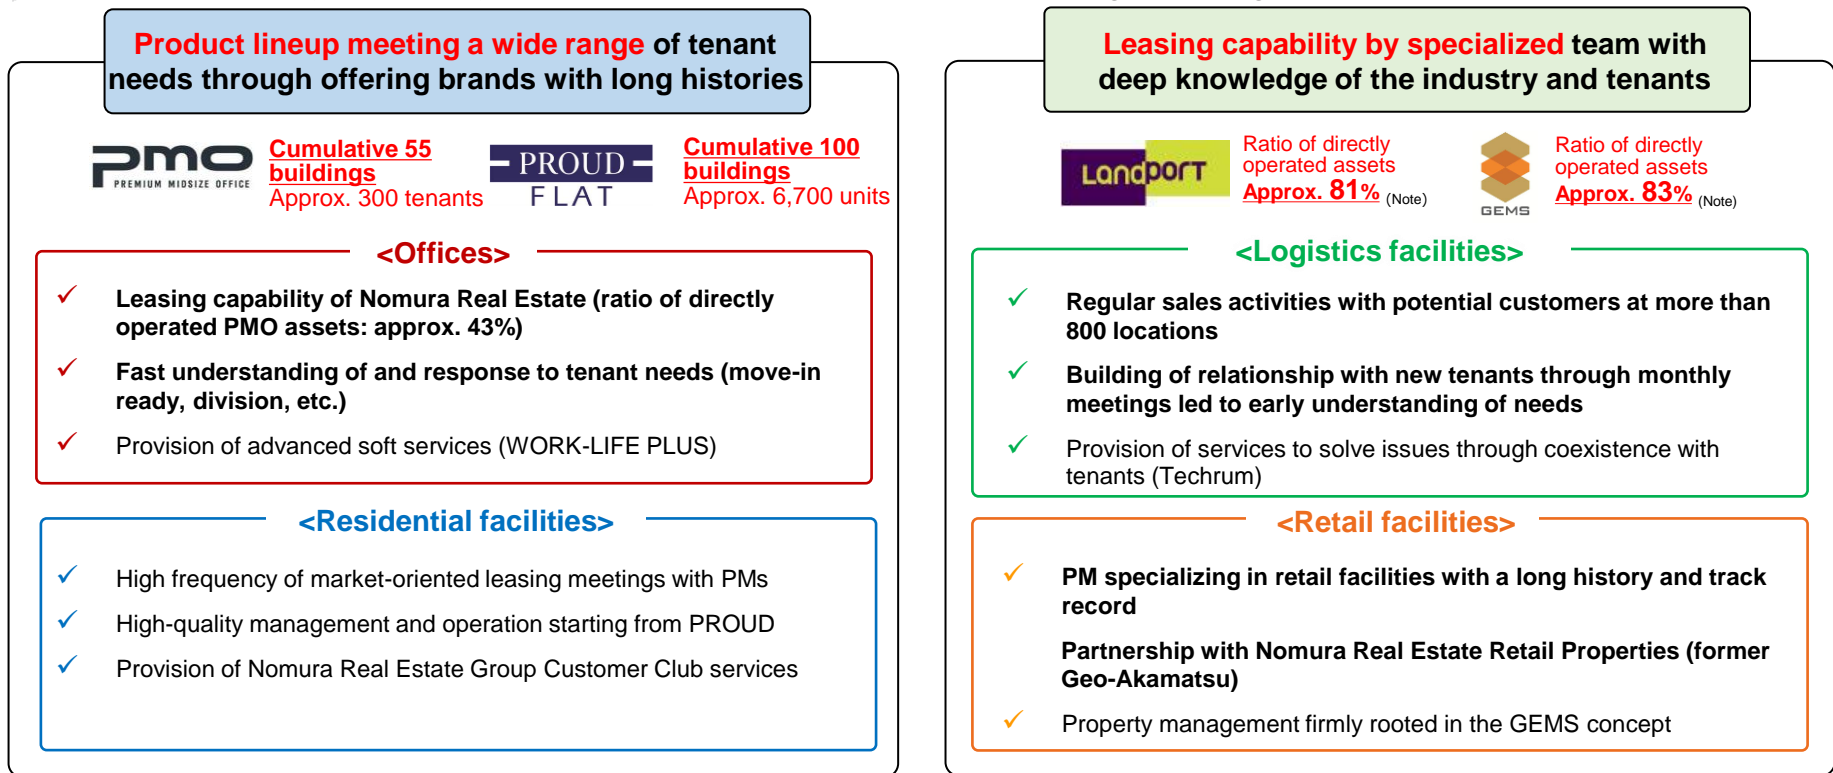 Product lineup meeting a wide range of tenant
needs through offering brands with long histories
pmo
PREMIUM MIDSIZE OFFICE
Cumulative 55
buildings
Approx. 300 tenants
PROUD
FLAT
Cumulative 100
buildings
Approx. 6,700 units
<Offices>
✓ Leasing capability of Nomura Real Estate (ratio of directly
operated PMO assets: approx. 43%)
✓ Fast understanding of and response to tenant needs (move-in
ready, division, etc.)
✓ Provision of advanced soft services (WORK-LIFE PLUS)
<Residential facilities>
✓ High frequency of market-oriented leasing meetings with PMs
✓ High-quality management and operation starting from PROUD
✓ Provision of Nomura Real Estate Group Customer Club services
Leasing capability by specialized team with
deep knowledge of the industry and tenants
Landport
Ratio of directly
operated assets
Approx. 81% (Note)
GEMS
Ratio of directly
operated assets
Approx. 83% (Note)
<Logistics facilities>
✓ Regular sales activities with potential customers at more than
800 locations
✓ Building of relationship with new tenants through monthly
meetings led to early understanding of needs
✓ Provision of services to solve issues through coexistence with
tenants (Techrum)
<Retail facilities>
✓ PM specializing in retail facilities with a long history and track
record
Partnership with Nomura Real Estate Retail Properties (former
Geo-Akamatsu)
✓ Property management firmly rooted in the GEMS concept